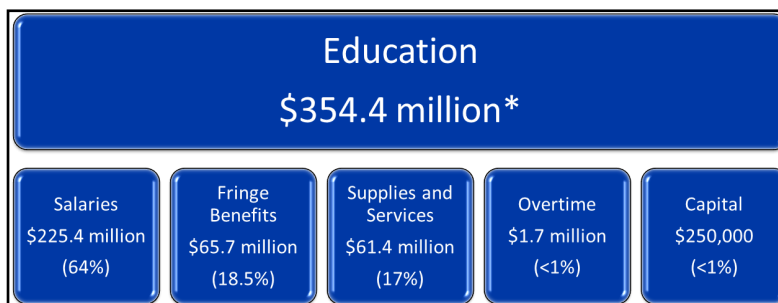 Education
$354.4 million*
Salaries
$225.4 million
(64%)
Fringe
Benefits
$65.7 million
(18.5%)
Supplies and
Services
$61.4 million
(17%)
Overtime
$1.7 million
(<1%)
Capital
$250,000
(<1%)